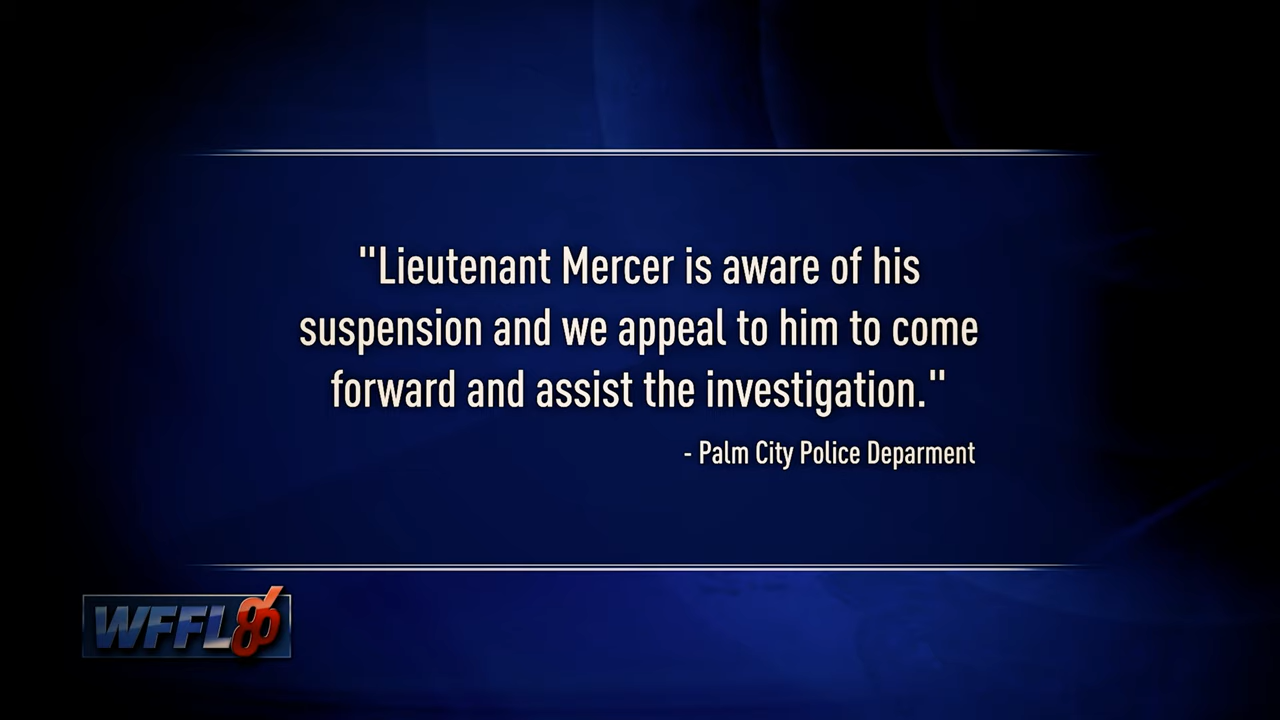 "Lieutenant Mercer is aware of his
suspension and we appeal to him to come
forward and assist the investigation."
- Palm City Police Deparment
WFFL86